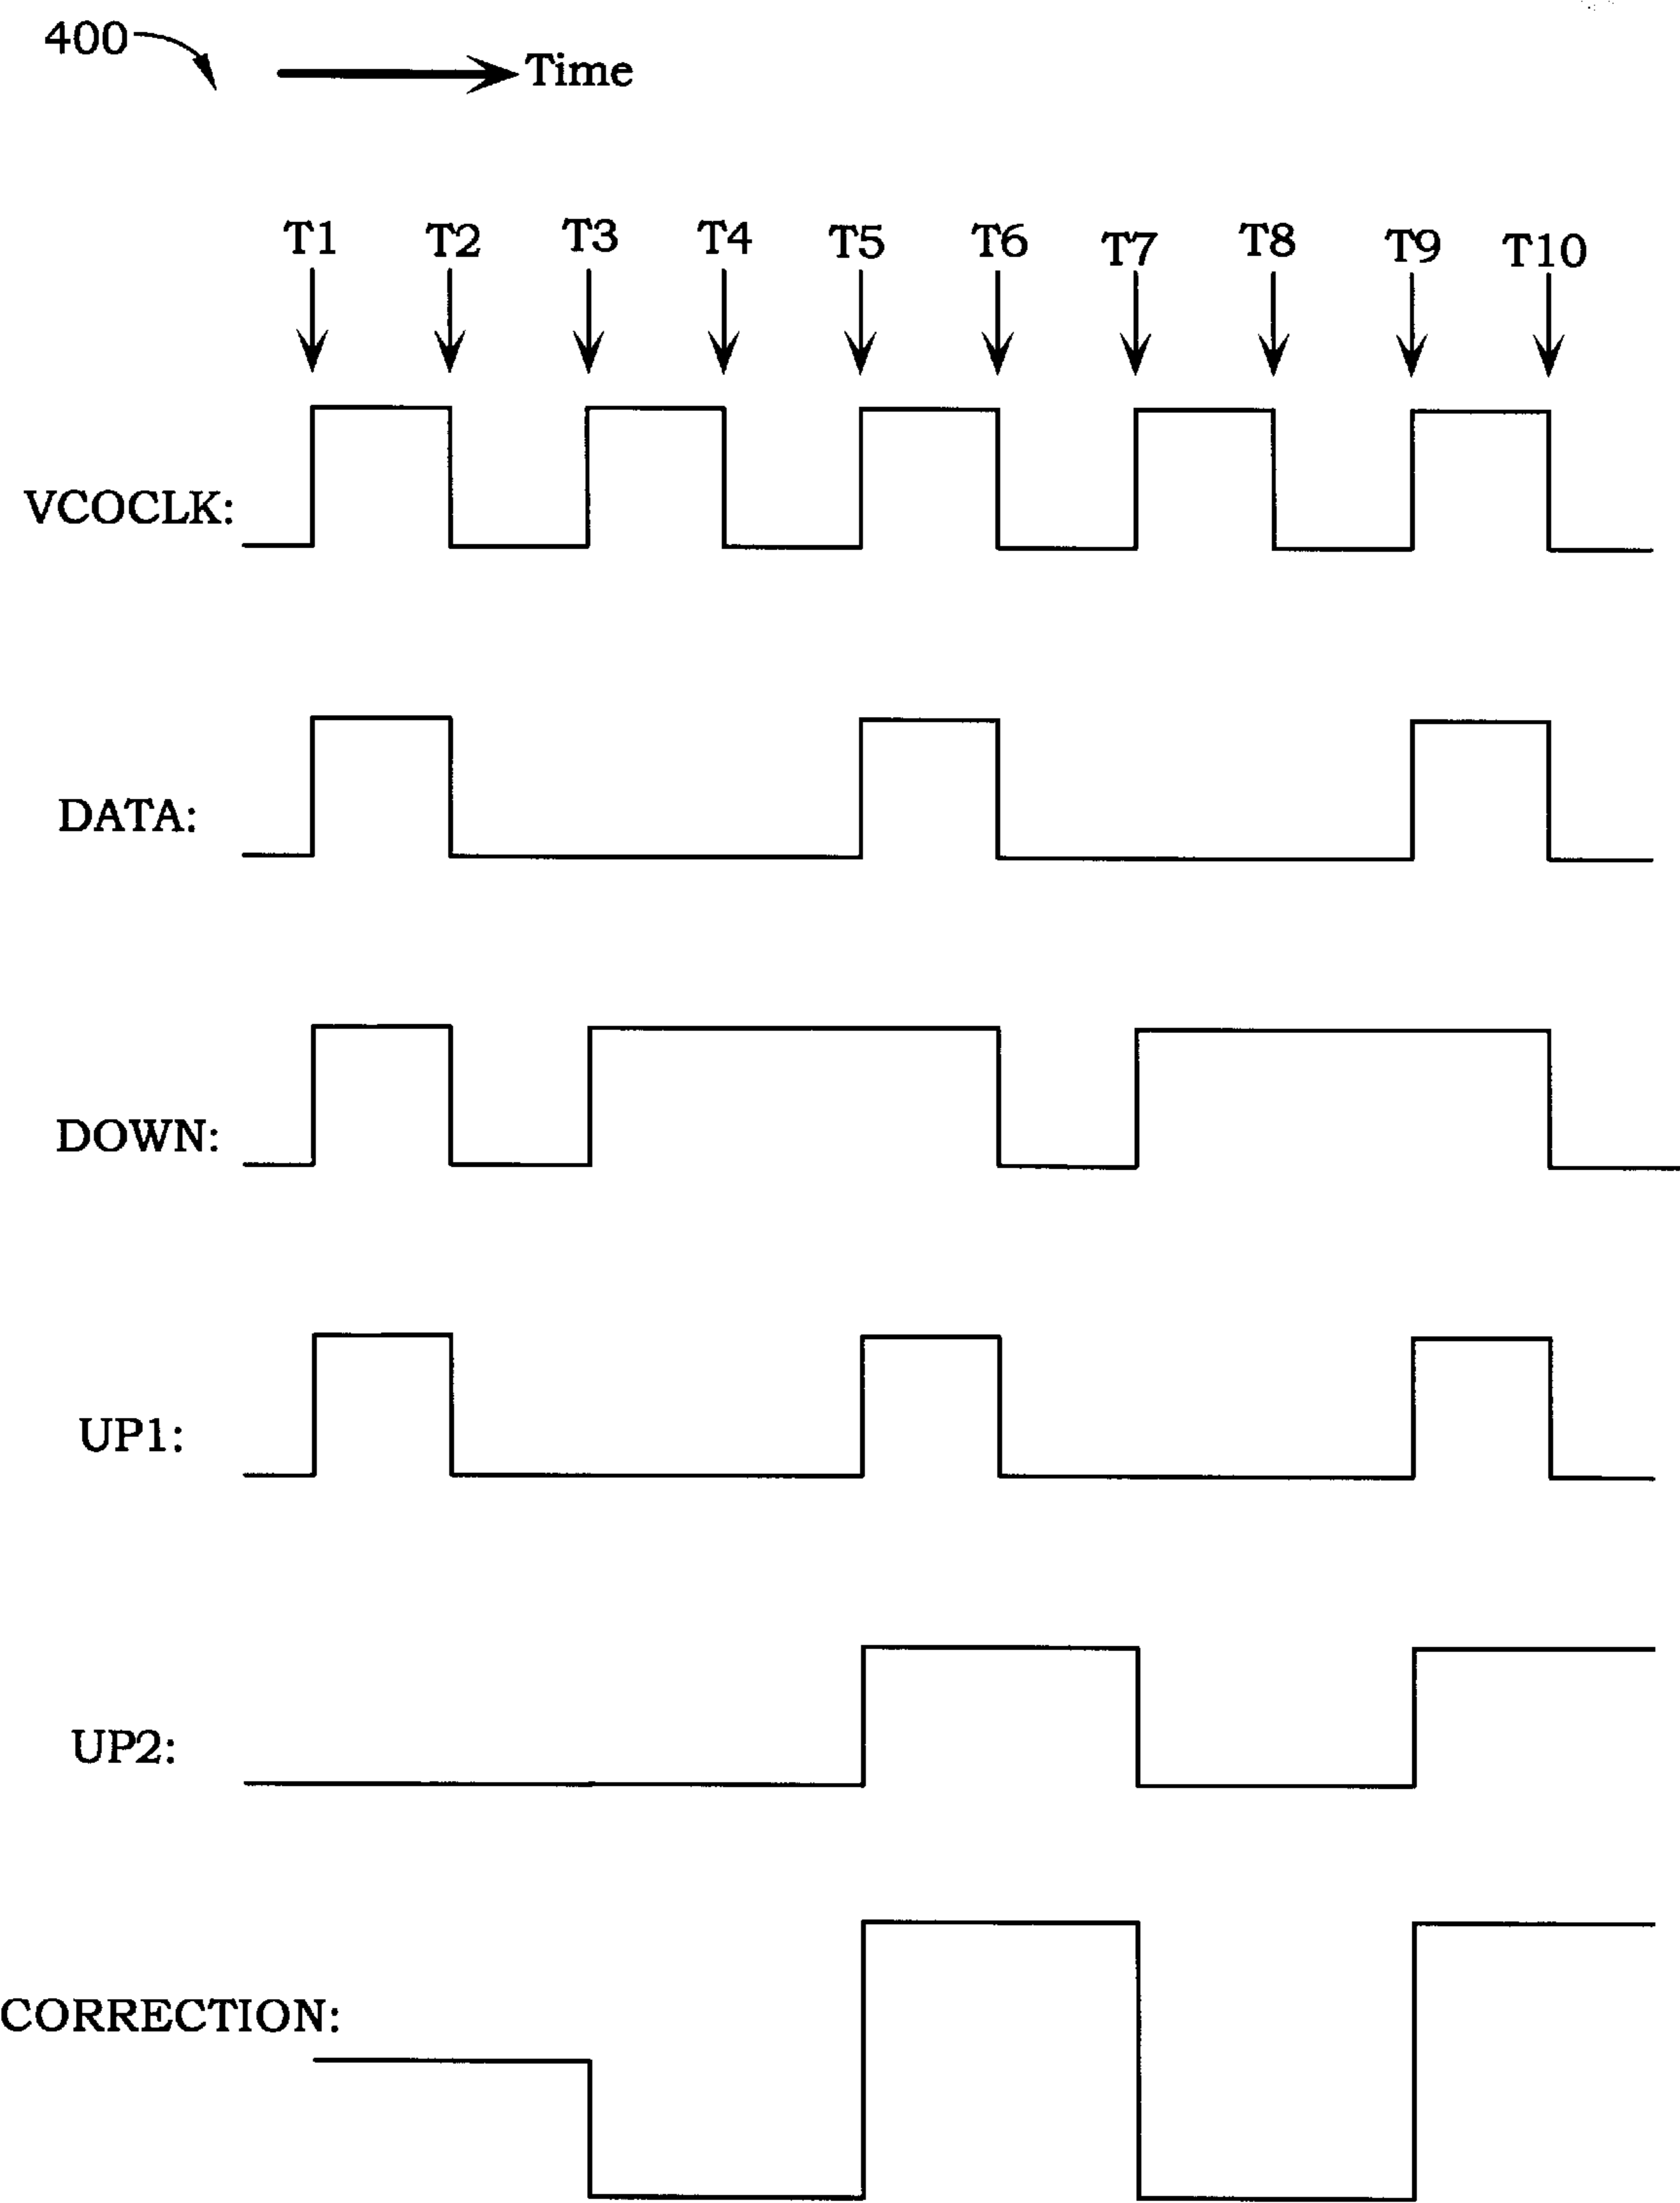 400
Time
T1 T2 T3 T4 T5 T6 T7 T8 T9 T10
VCOCLK:
DATA:
DOWN:
UP1:
UP2:
CORRECTION: